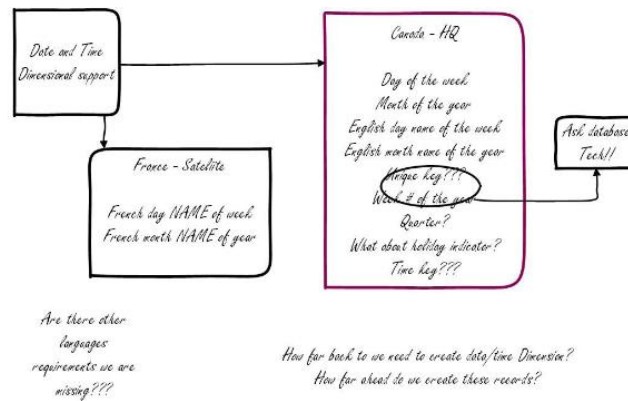 Date and Time
Dimensional support
Canada - HQ
Day of the week
Month of the year
English day name of the week
English month name of the year
Unique key???
Week # of the year
Quarter?
What about holiday indicator?
Time key???
Ask database
Tech!!
France - Satellite
French day NAME of week
French month NAME of year
Are there other
languages
requirements we are
missing???
How far back to we need to create date/time Dimension?
How far ahead do we create these records?